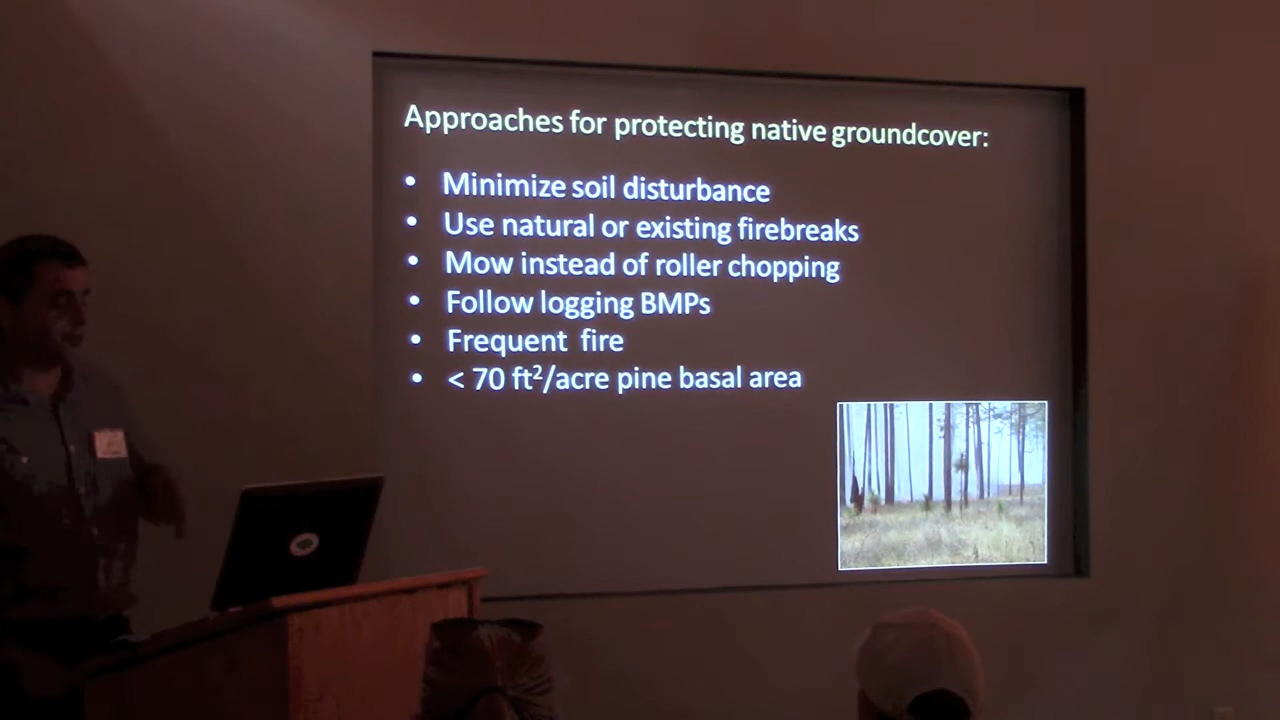 Approaches for protecting native groundcover:
• Minimize soil disturbance
• Use natural or existing firebreaks
• Mow instead of roller chopping
• Follow logging BMPs
• Frequent fire
• < 70 ft²/acre pine basal area